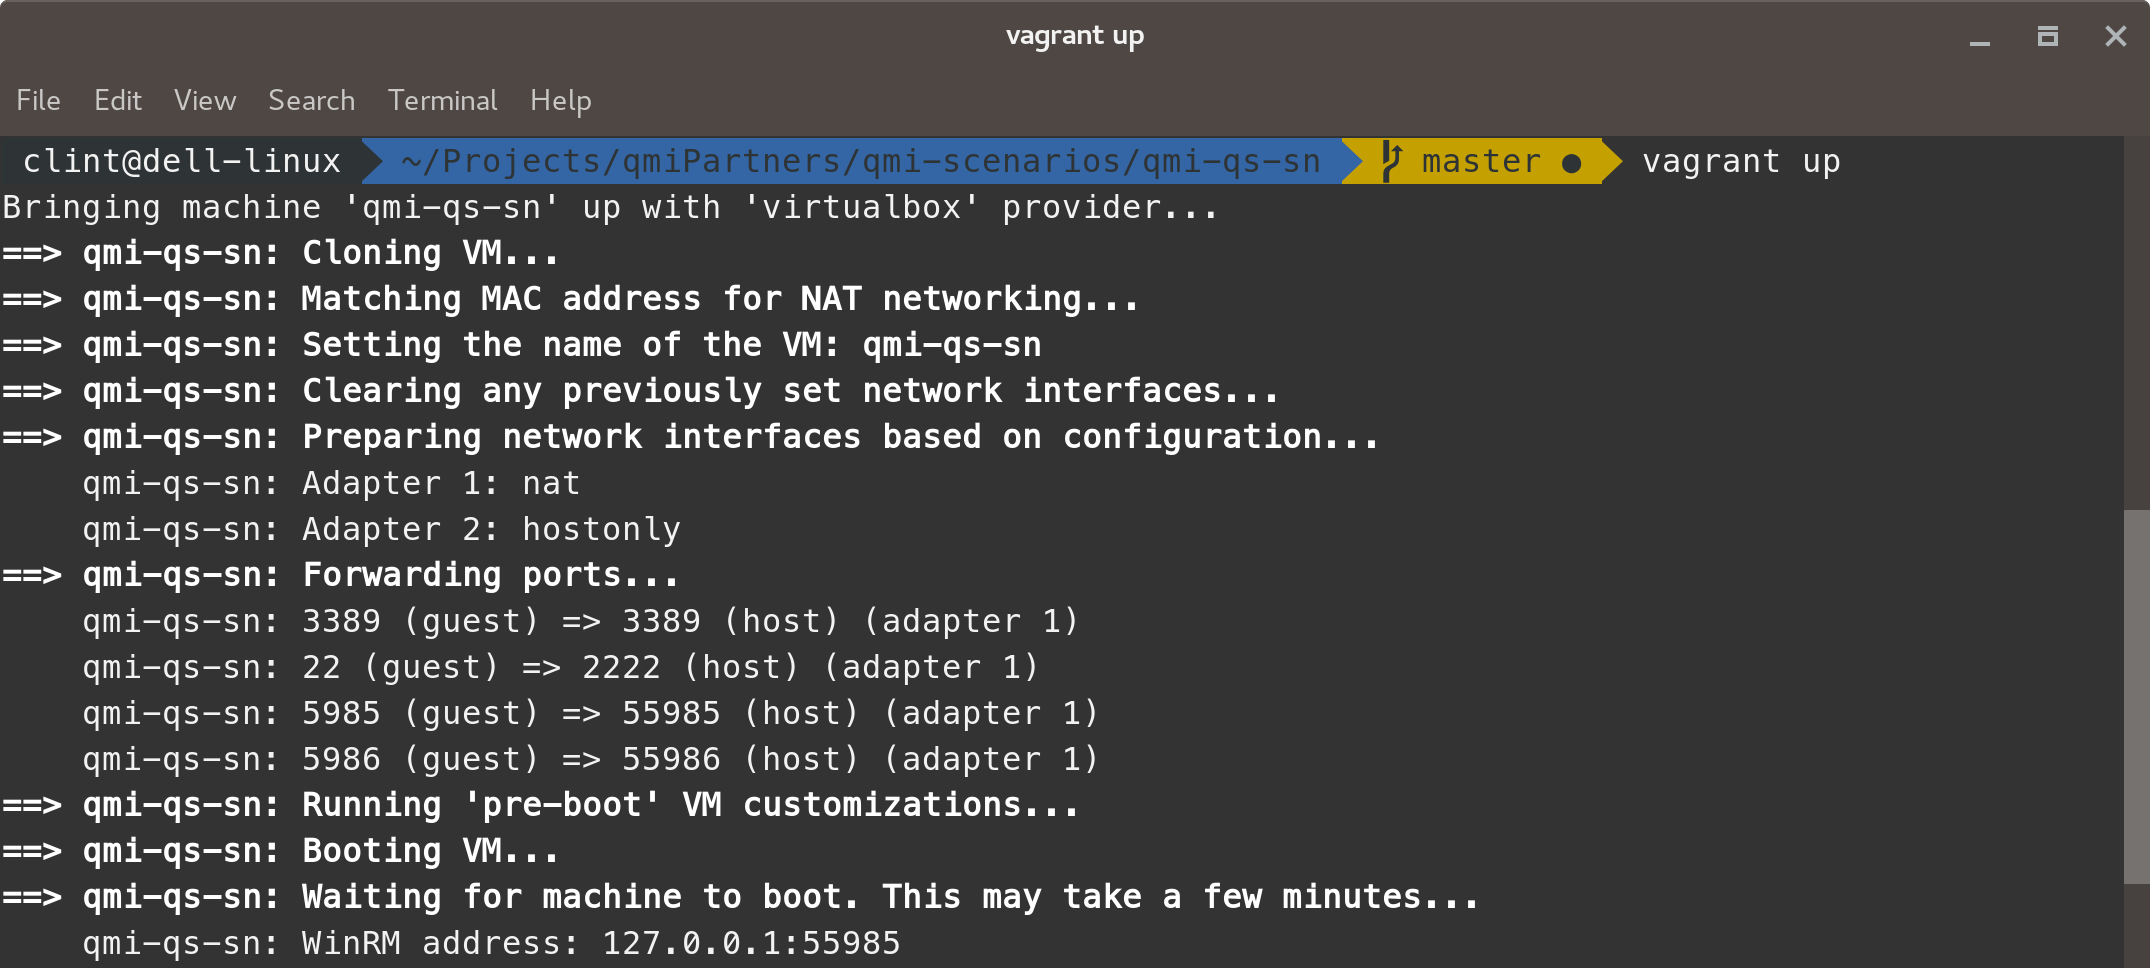 vagrant up
File Edit View Search Terminal Help
clint@dell-linux ~/Projects/qmiPartners/qmi-scenarios/qmi-qs-sn master ● vagrant up
Bringing machine 'qmi-qs-sn' up with 'virtualbox' provider...
==> qmi-qs-sn: Cloning VM...
==> qmi-qs-sn: Matching MAC address for NAT networking...
==> qmi-qs-sn: Setting the name of the VM: qmi-qs-sn
==> qmi-qs-sn: Clearing any previously set network interfaces...
==> qmi-qs-sn: Preparing network interfaces based on configuration...
    qmi-qs-sn: Adapter 1: nat
    qmi-qs-sn: Adapter 2: hostonly
==> qmi-qs-sn: Forwarding ports...
    qmi-qs-sn: 3389 (guest) => 3389 (host) (adapter 1)
    qmi-qs-sn: 22 (guest) => 2222 (host) (adapter 1)
    qmi-qs-sn: 5985 (guest) => 55985 (host) (adapter 1)
    qmi-qs-sn: 5986 (guest) => 55986 (host) (adapter 1)
==> qmi-qs-sn: Running 'pre-boot' VM customizations...
==> qmi-qs-sn: Booting VM...
==> qmi-qs-sn: Waiting for machine to boot. This may take a few minutes...
    qmi-qs-sn: WinRM address: 127.0.0.1:55985